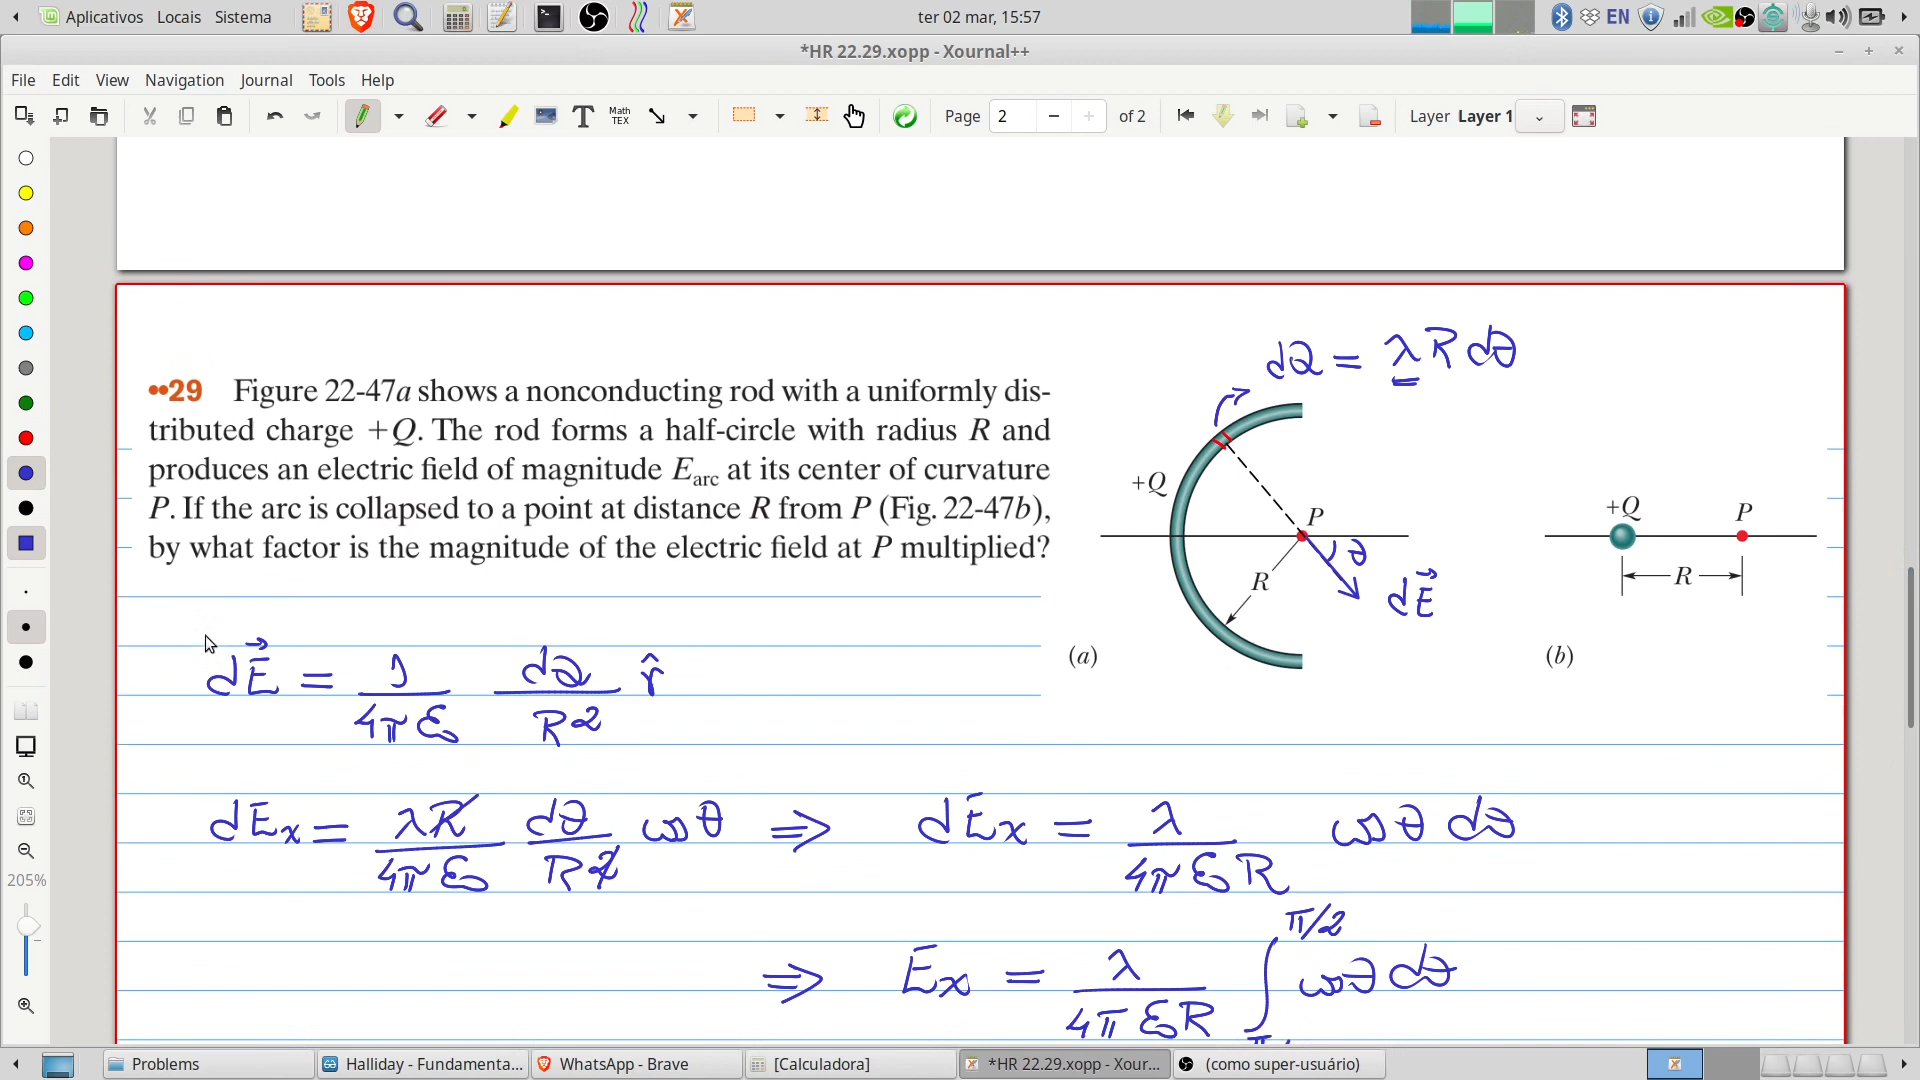 Aplicativos Locais Sistema ter 02 mar, 15:57 EN
*HR 22.29.xopp - Xournal++
File Edit View Navigation Journal Tools Help
Math TEX Page 2 of 2 Layer Layer 1
dQ = λ R dθ
••29 Figure 22-47a shows a nonconducting rod with a uniformly dis-
tributed charge +Q. The rod forms a half-circle with radius R and
produces an electric field of magnitude Earc at its center of curvature
P. If the arc is collapsed to a point at distance R from P (Fig. 22-47b),
by what factor is the magnitude of the electric field at P multiplied?
+Q P θ R dE⃗
(a)
+Q P
R
(b)
dE⃗ = 1/4πε₀ dQ/R² r̂
dEx = λR/4πε₀ dθ/R² cos θ ⇒ dEx = λ/4πε₀R cos θ dθ
⇒ Ex = λ/4πε₀R ∫ π/2 cos θ dθ
205%
Problems Halliday - Fundamenta... WhatsApp - Brave [Calculadora] *HR 22.29.xopp - Xour... (como super-usuário)